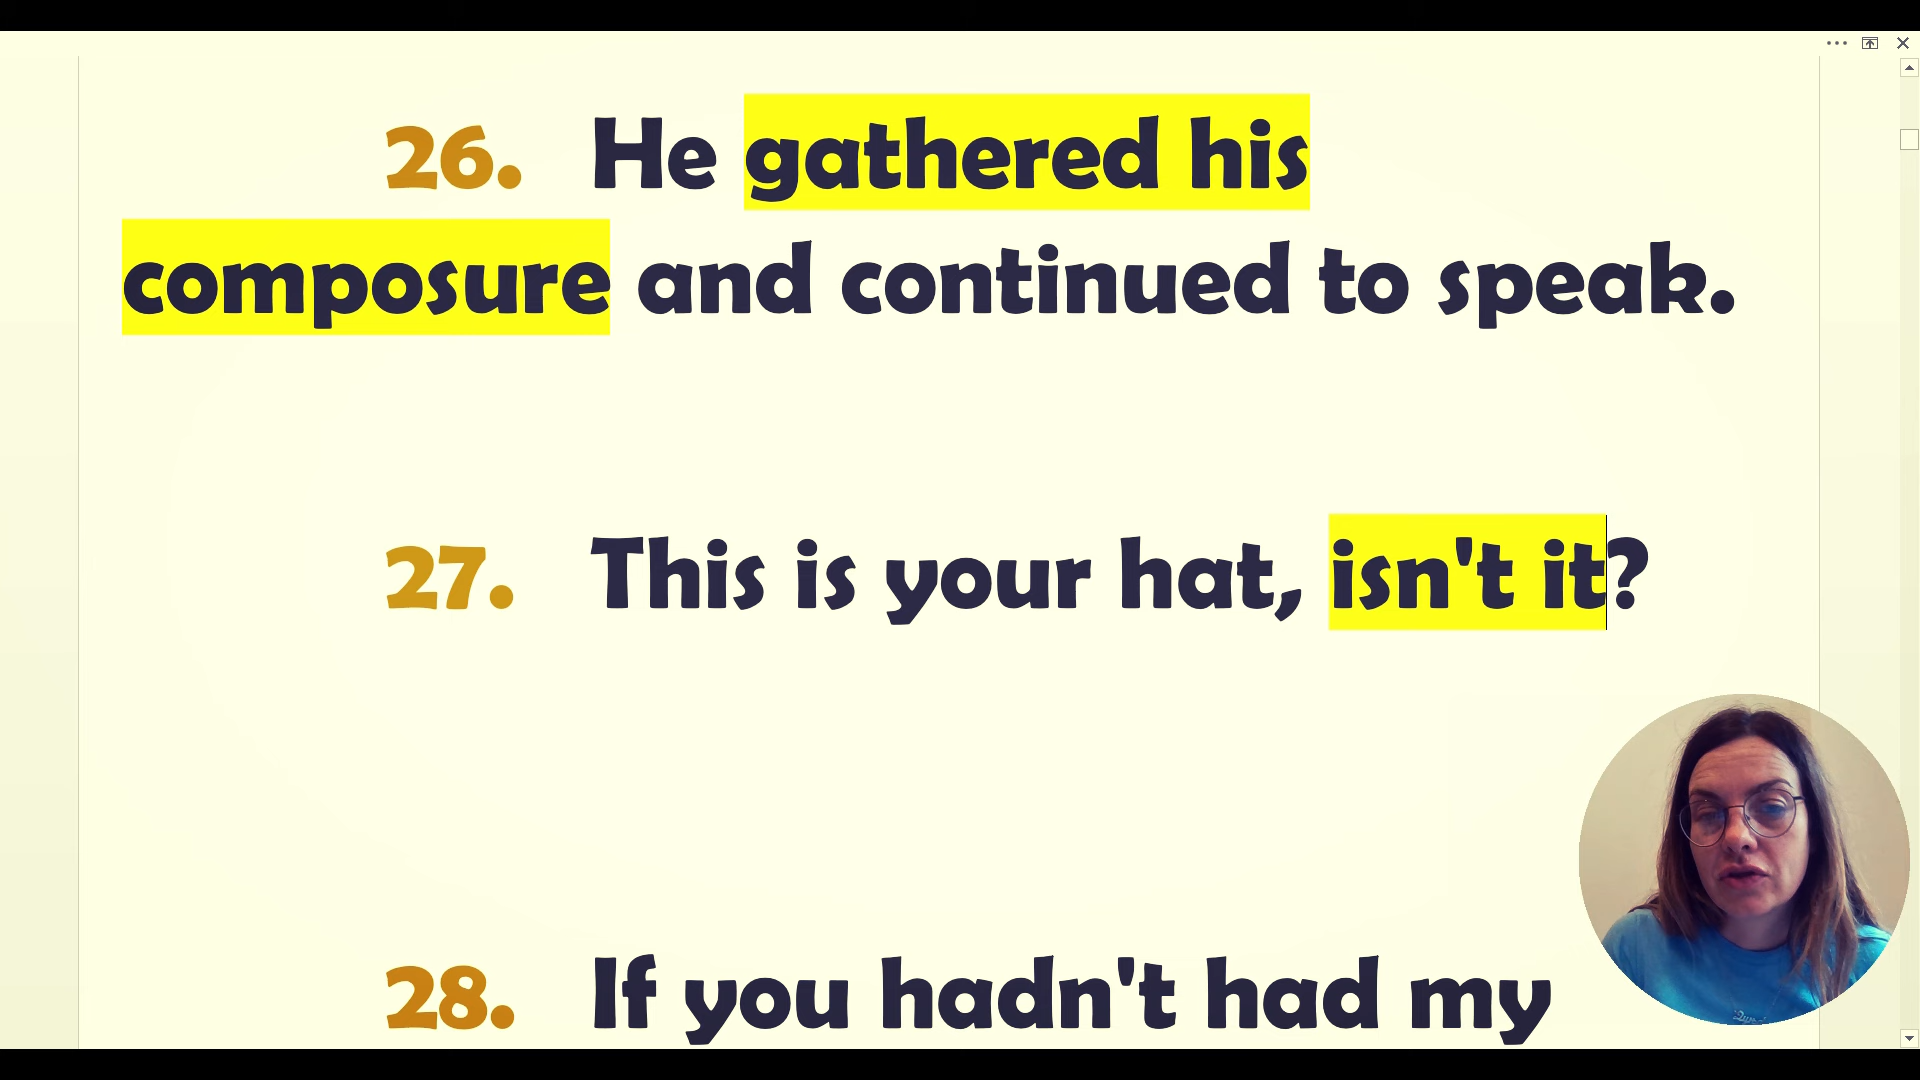 26. He gathered his
composure and continued to speak.
27. This is your hat, isn't it?
28. If you hadn't had my